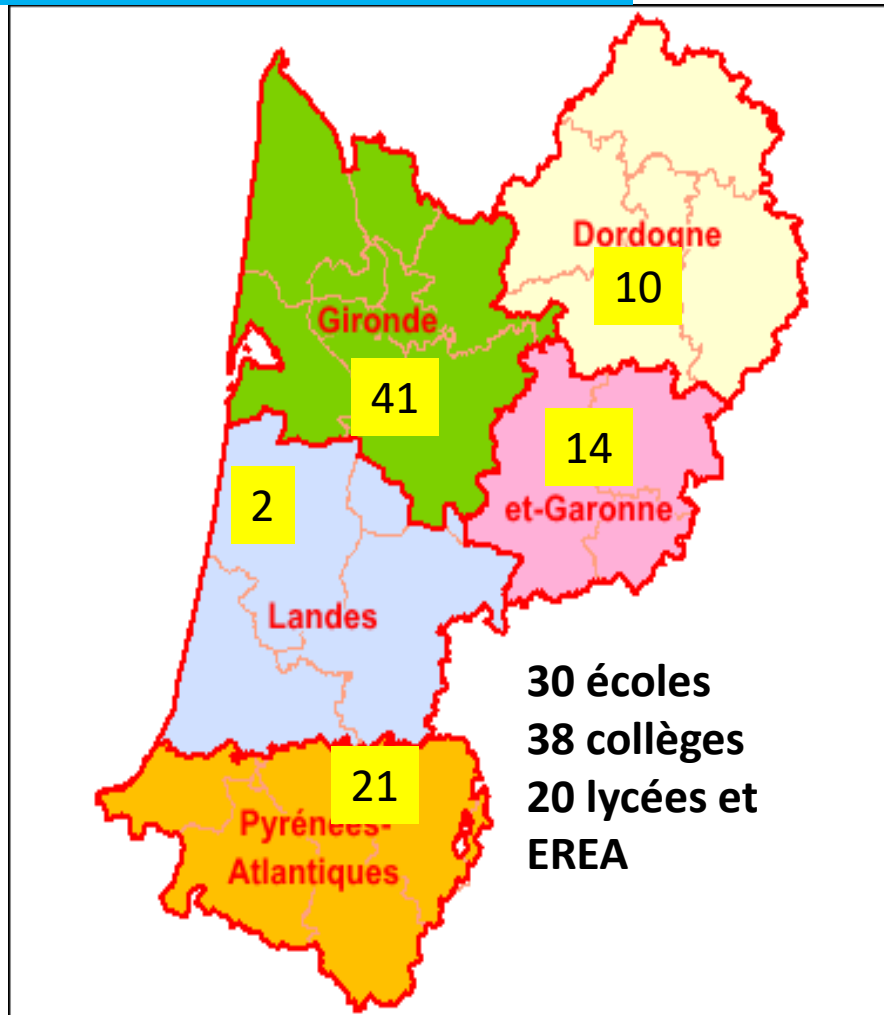 Dordogne
10
Gironde
41
14
et-Garonne
2
Landes
30 écoles
38 collèges
20 lycées et
EREA
21
Pyrénées-
Atlantiques